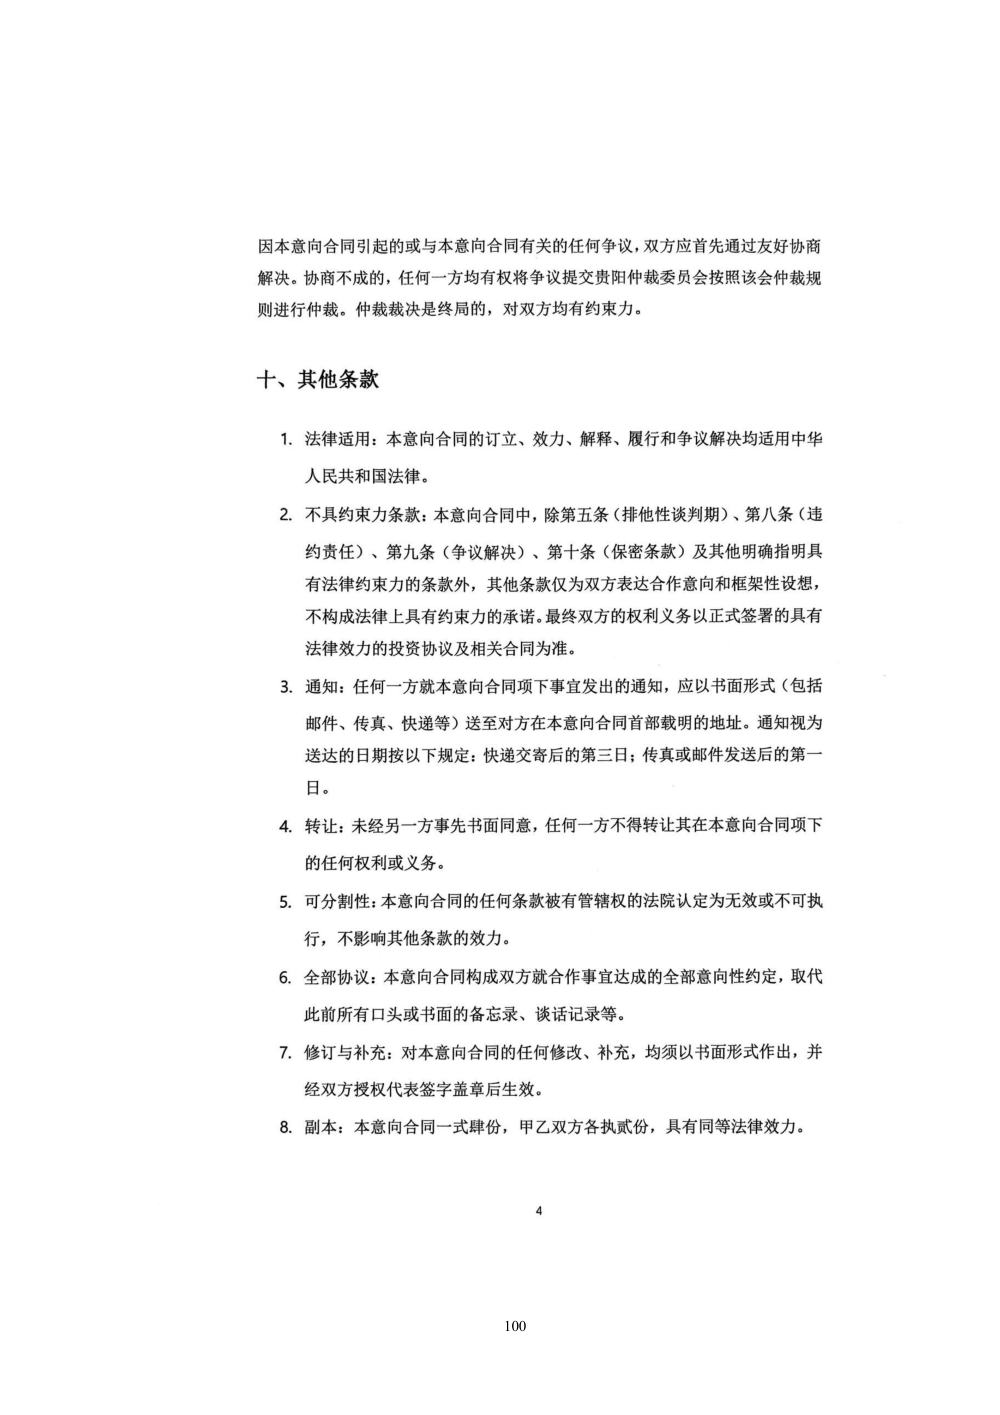 因本意向合同引起的或与本意向合同有关的任何争议，双方应首先通过友好协商
解决。协商不成的，任何一方均有权将争议提交贵阳仲裁委员会按照该会仲裁规
则进行仲裁。仲裁裁决是终局的，对双方均有约束力。
十、其他条款
1. 法律适用：本意向合同的订立、效力、解释、履行和争议解决均适用中华
人民共和国法律。
2. 不具约束力条款：本意向合同中，除第五条（排他性谈判期）、第八条（违
约责任）、第九条（争议解决）、第十条（保密条款）及其他明确指明具
有法律约束力的条款外，其他条款仅为双方表达合作意向和框架性设想，
不构成法律上具有约束力的承诺。最终双方的权利义务以正式签署的具有
法律效力的投资协议及相关合同为准。
3. 通知：任何一方就本意向合同项下事宜发出的通知，应以书面形式（包括
邮件、传真、快递等）送至对方在本意向合同首部载明的地址。通知视为
送达的日期按以下规定：快递交寄后的第三日；传真或邮件发送后的第一
日。
4. 转让：未经另一方事先书面同意，任何一方不得转让其在本意向合同项下
的任何权利或义务。
5. 可分割性：本意向合同的任何条款被有管辖权的法院认定为无效或不可执
行，不影响其他条款的效力。
6. 全部协议：本意向合同构成双方就合作事宜达成的全部意向性约定，取代
此前所有口头或书面的备忘录、谈话记录等。
7. 修订与补充：对本意向合同的任何修改、补充，均须以书面形式作出，并
经双方授权代表签字盖章后生效。
8. 副本：本意向合同一式肆份，甲乙双方各执贰份，具有同等法律效力。
4
100